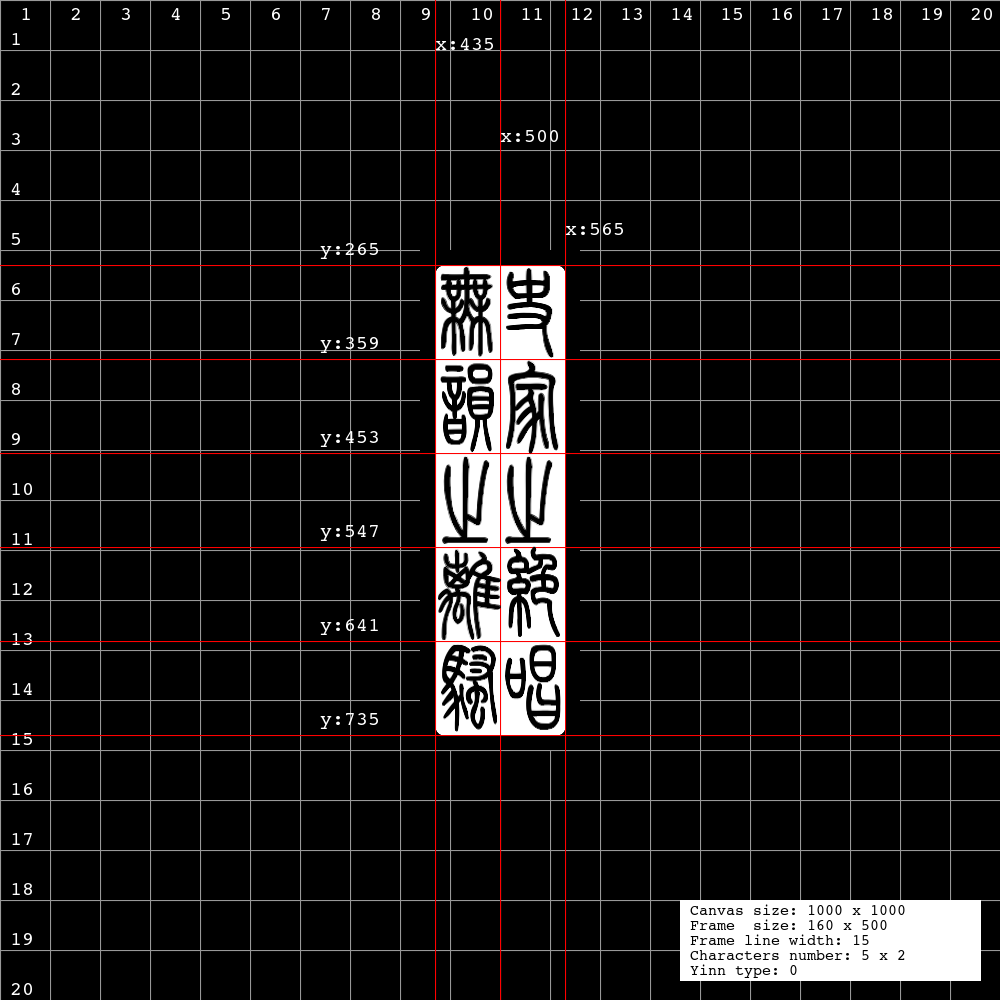 1 2 3 4 5 6 7 8 9 10 11 12 13 14 15 16 17 18 19 20
1
2
3
4
5
6
7
8
9
10
11
12
13
14
15
16
17
18
19
20
x:435
x:500
x:565
y:265
y:359
y:453
y:547
y:641
y:735
史家之絕唱
無韻之離騷
Canvas size: 1000 x 1000
Frame  size: 160 x 500
Frame line width: 15
Characters number: 5 x 2
Yinn type: 0